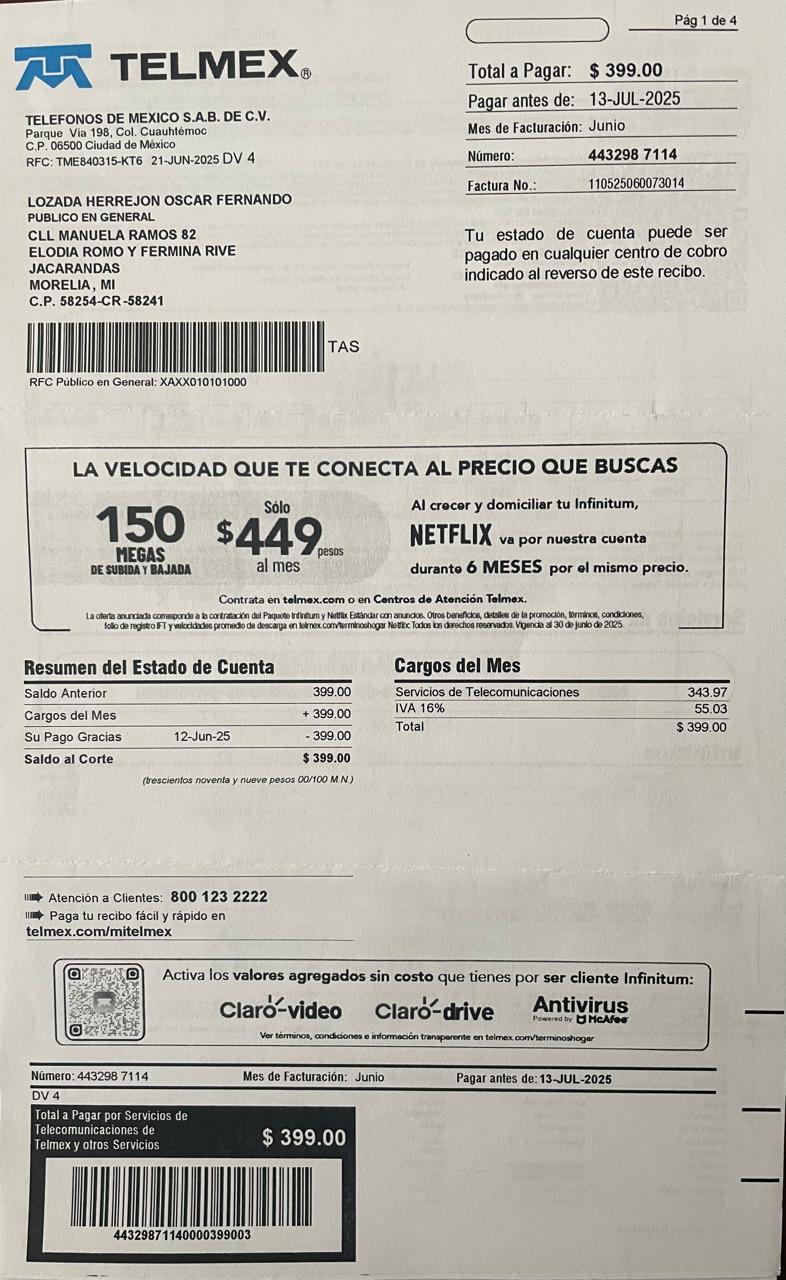 Pág 1 de 4
TELMEX®
Total a Pagar: $ 399.00
Pagar antes de: 13-JUL-2025
Mes de Facturación: Junio
Número: 443298 7114
Factura No.: 110525060073014
TELEFONOS DE MEXICO S.A.B. DE C.V.
Parque Via 198, Col. Cuauhtémoc
C.P. 06500 Ciudad de México
RFC: TME840315-KT6 21-JUN-2025 DV 4
LOZADA HERREJON OSCAR FERNANDO
PUBLICO EN GENERAL
CLL MANUELA RAMOS 82
ELODIA ROMO Y FERMINA RIVE
JACARANDAS
MORELIA, MI
C.P. 58254-CR-58241
Tu estado de cuenta puede ser
pagado en cualquier centro de cobro
indicado al reverso de este recibo.
TAS
RFC Público en General: XAXX010101000
LA VELOCIDAD QUE TE CONECTA AL PRECIO QUE BUSCAS
150
MEGAS
DE SUBIDA Y BAJADA
Sólo
$449 pesos
al mes
Al crecer y domiciliar tu Infinitum,
NETFLIX va por nuestra cuenta
durante 6 MESES por el mismo precio.
Contrata en telmex.com o en Centros de Atención Telmex.
La oferta anunciada corresponde a la contratación del Paquete Infinitum y Netflix Estándar con anuncios. Otros beneficios, detalles de la promoción, términos, condiciones,
folio de registro IFT y velocidades promedio de descarga en telmex.com/terminoshogar Netflix: Todos los derechos reservados. Vigencia al 30 de junio de 2025.
Resumen del Estado de Cuenta
Saldo Anterior 399.00
Cargos del Mes + 399.00
Su Pago Gracias 12-Jun-25 - 399.00
Saldo al Corte $ 399.00
(trescientos noventa y nueve pesos 00/100 M.N.)
Cargos del Mes
Servicios de Telecomunicaciones 343.97
IVA 16% 55.03
Total $ 399.00
Atención a Clientes: 800 123 2222
Paga tu recibo fácil y rápido en
telmex.com/mitelmex
Activa los valores agregados sin costo que tienes por ser cliente Infinitum:
Claro-video Claro-drive Antivirus
Powered by McAfee
Ver términos, condiciones e información transparente en telmex.com/terminoshogar
Número: 443298 7114 Mes de Facturación: Junio Pagar antes de: 13-JUL-2025
DV 4
Total a Pagar por Servicios de
Telecomunicaciones de
Telmex y otros Servicios
$ 399.00
44329871140000399003